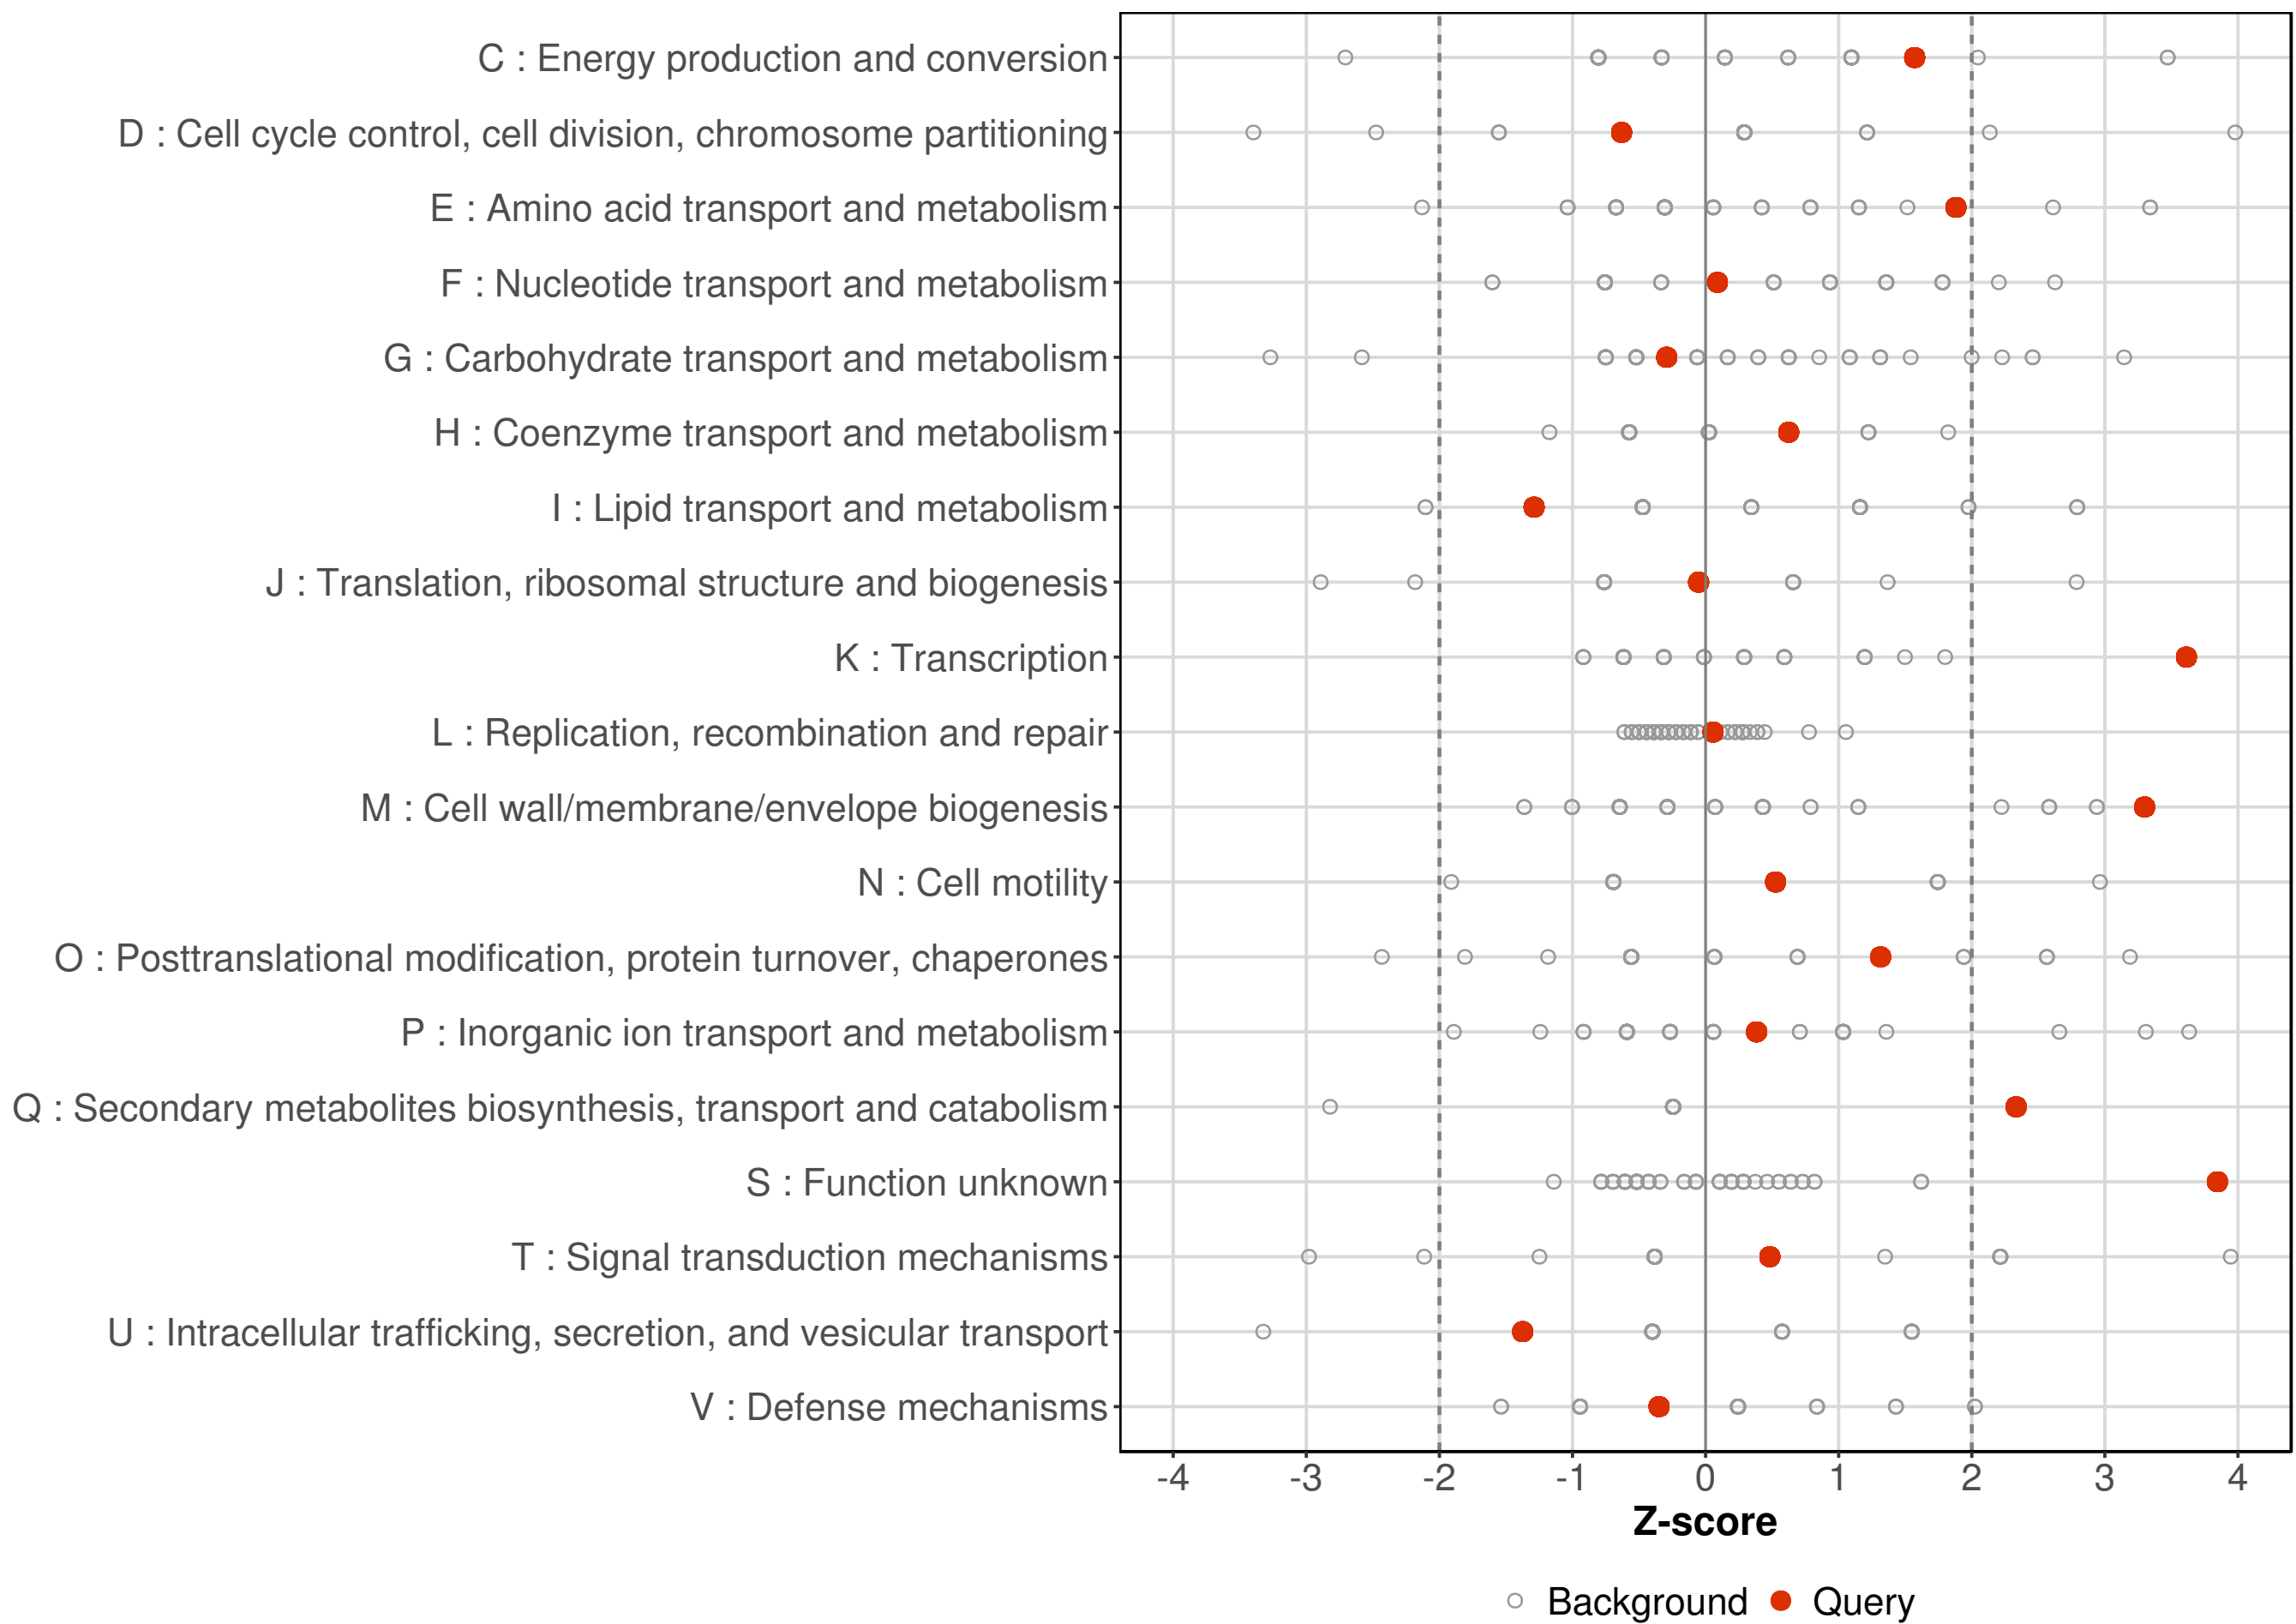 C : Energy production and conversion
D : Cell cycle control, cell division, chromosome partitioning
E : Amino acid transport and metabolism
F : Nucleotide transport and metabolism
G : Carbohydrate transport and metabolism
H : Coenzyme transport and metabolism
I : Lipid transport and metabolism
J : Translation, ribosomal structure and biogenesis
K : Transcription
L : Replication, recombination and repair
M : Cell wall/membrane/envelope biogenesis
N : Cell motility
O : Posttranslational modification, protein turnover, chaperones
P : Inorganic ion transport and metabolism
Q : Secondary metabolites biosynthesis, transport and catabolism
S : Function unknown
T : Signal transduction mechanisms
U : Intracellular trafficking, secretion, and vesicular transport
V : Defense mechanisms
-4 -3 -2 -1 0 1 2 3 4
Z-score
Background Query